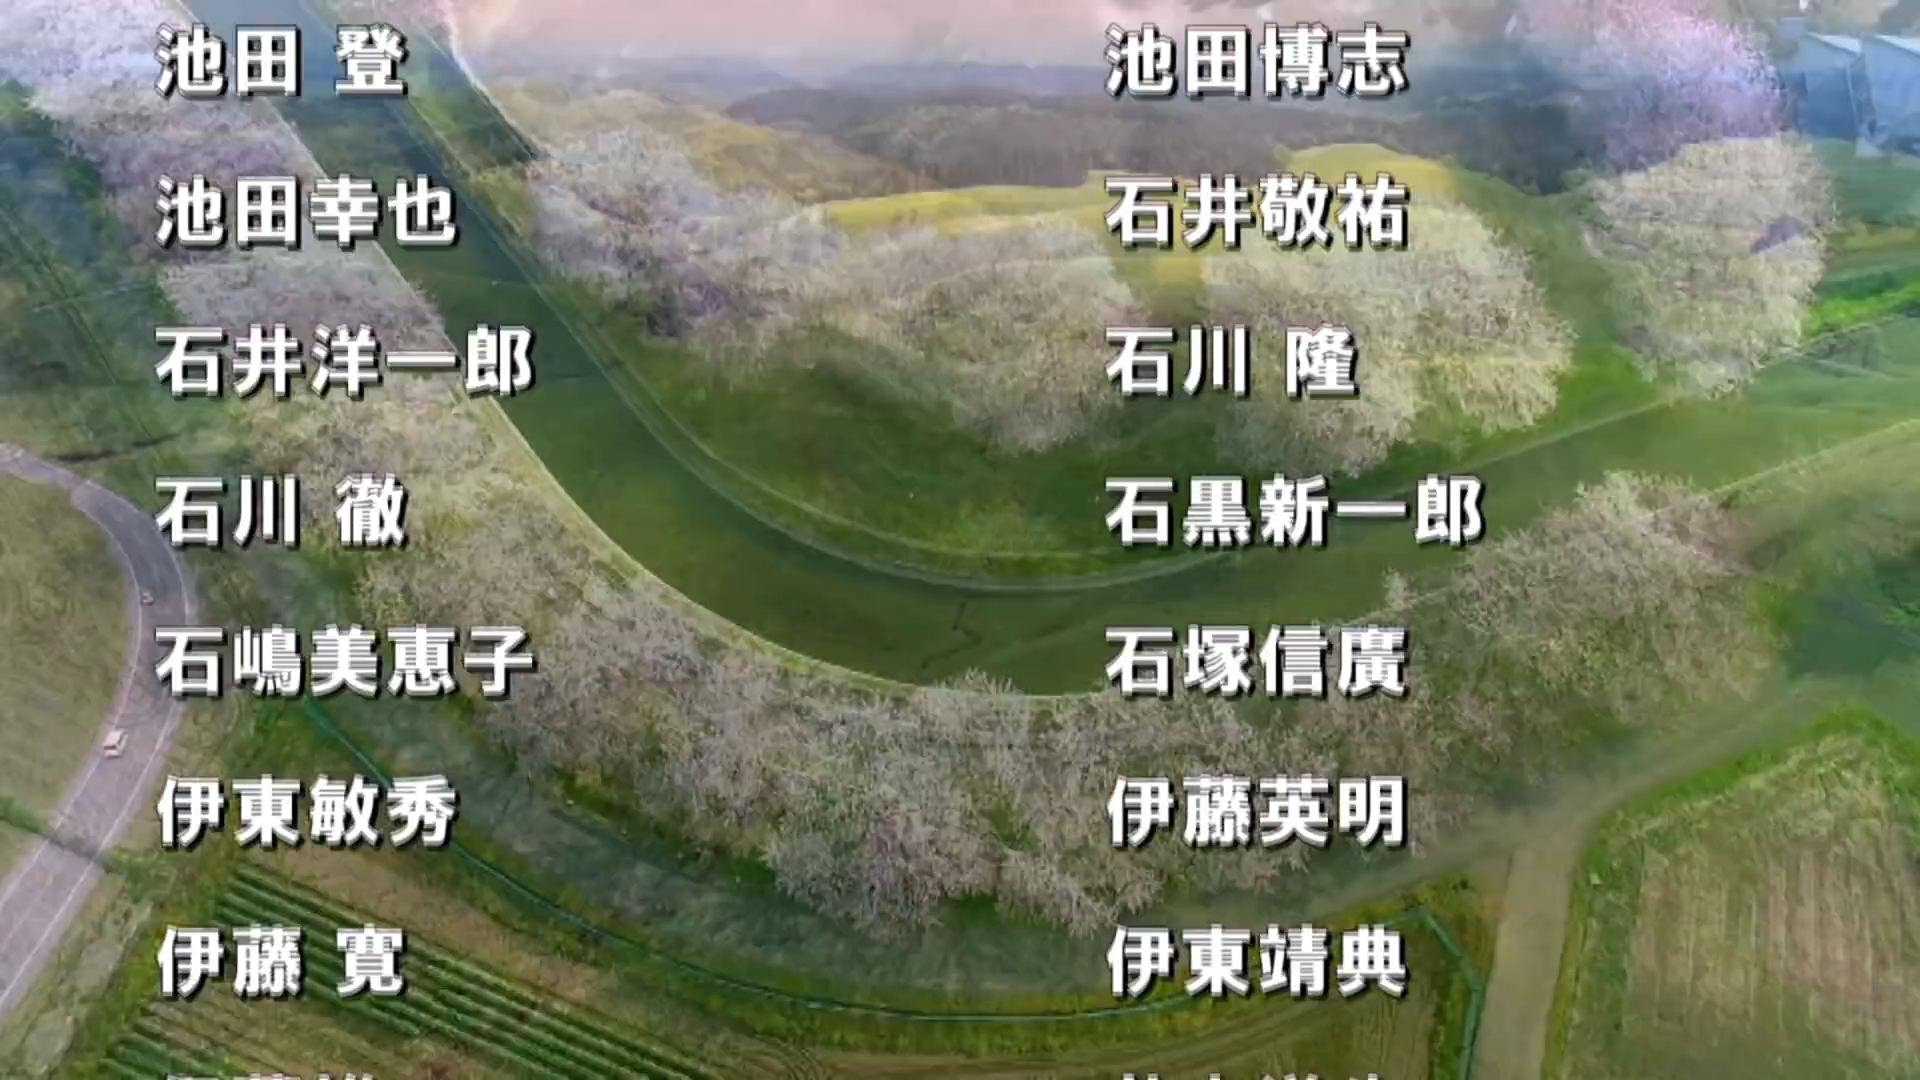 池田 登 池田博志
池田幸也 石井敬祐
石井洋一郎 石川 隆
石川 徹 石黒新一郎
石嶋美恵子 石塚信廣
伊東敏秀 伊藤英明
伊藤 寛 伊東靖典